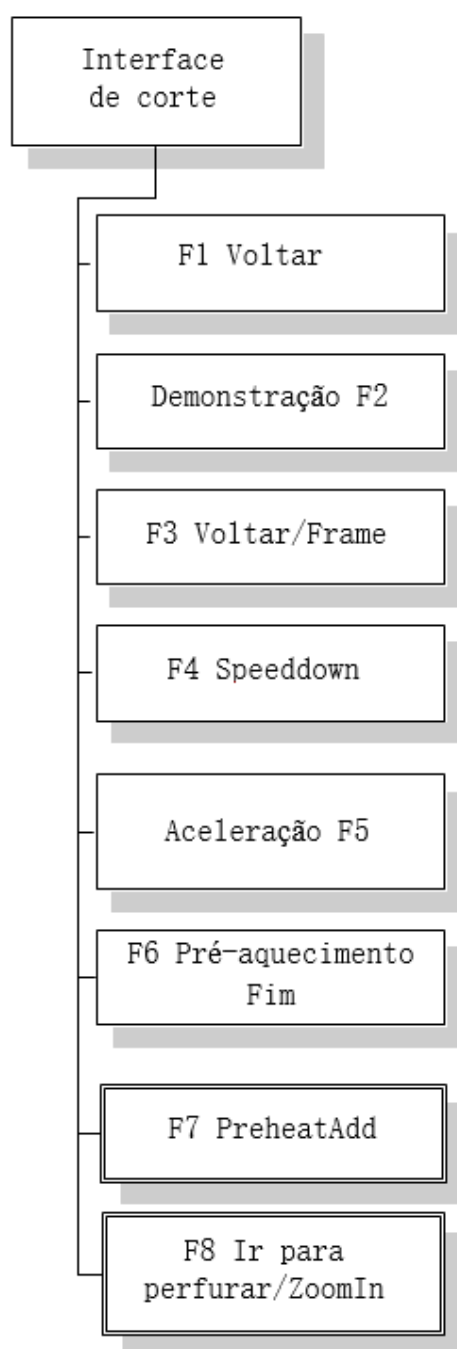 Interface
de corte
F1 Voltar
Demonstração F2
F3 Voltar/Frame
F4 Speeddown
Aceleração F5
F6 Pré-aquecimento
Fim
F7 PreheatAdd
F8 Ir para
perfurar/ZoomIn